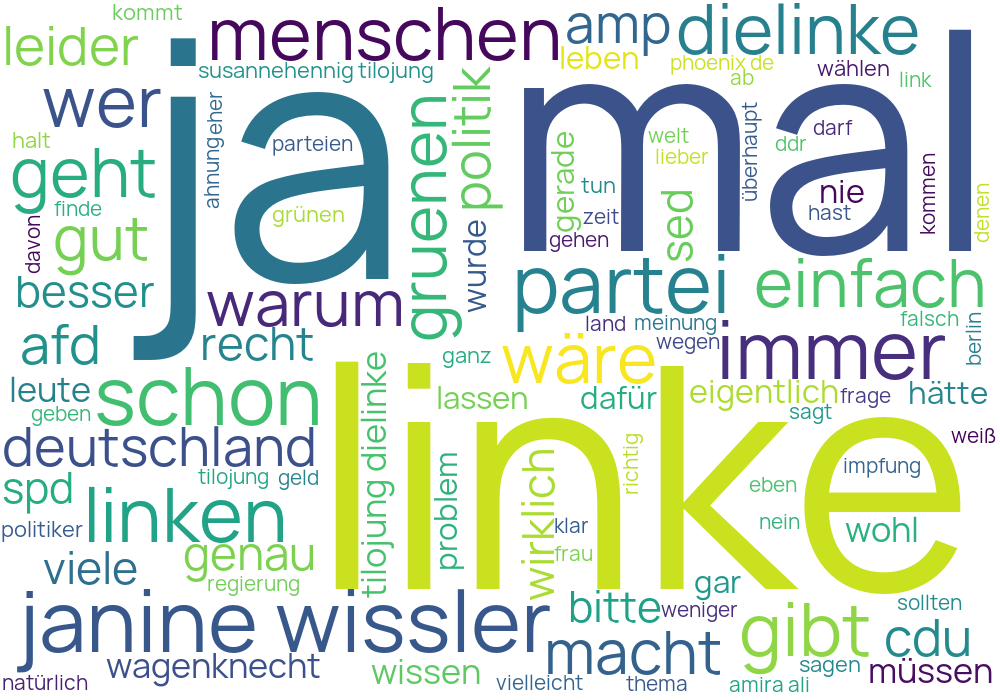 kommt
leider
menschen
amp
dielinke
susannehennig tilojung
leben
phoenix de
ab
wählen
link
wer
ja mal
politik
gruenen
ahnung
eher
parteien
grünen
halt
geht
finde
davon
gut
besser
gerade
welt
lieber
überhaupt
darf
ddr
tun
zeit
gehen
sed
nie
hast
kommen
denen
wurde
warum
partei
einfach
afd
recht
land
meinung
wegen
immer
falsch
berlin
ganz
wäre
leute
geben
schon
tilojung dielinke
lassen
dafür
eigentlich
frage
hätte
sagt
weiß
deutschland
linke
tilojung
geld
spd
linken
problem
wirklich
richtig
impfung
eben
nein
wohl
politiker
genau
klar
frau
viele
regierung
gar
janine wissler
bitte
weniger
sollten
macht
gibt
cdu
wagenknecht
wissen
natürlich
vielleicht
thema
amira ali
sagen
müssen